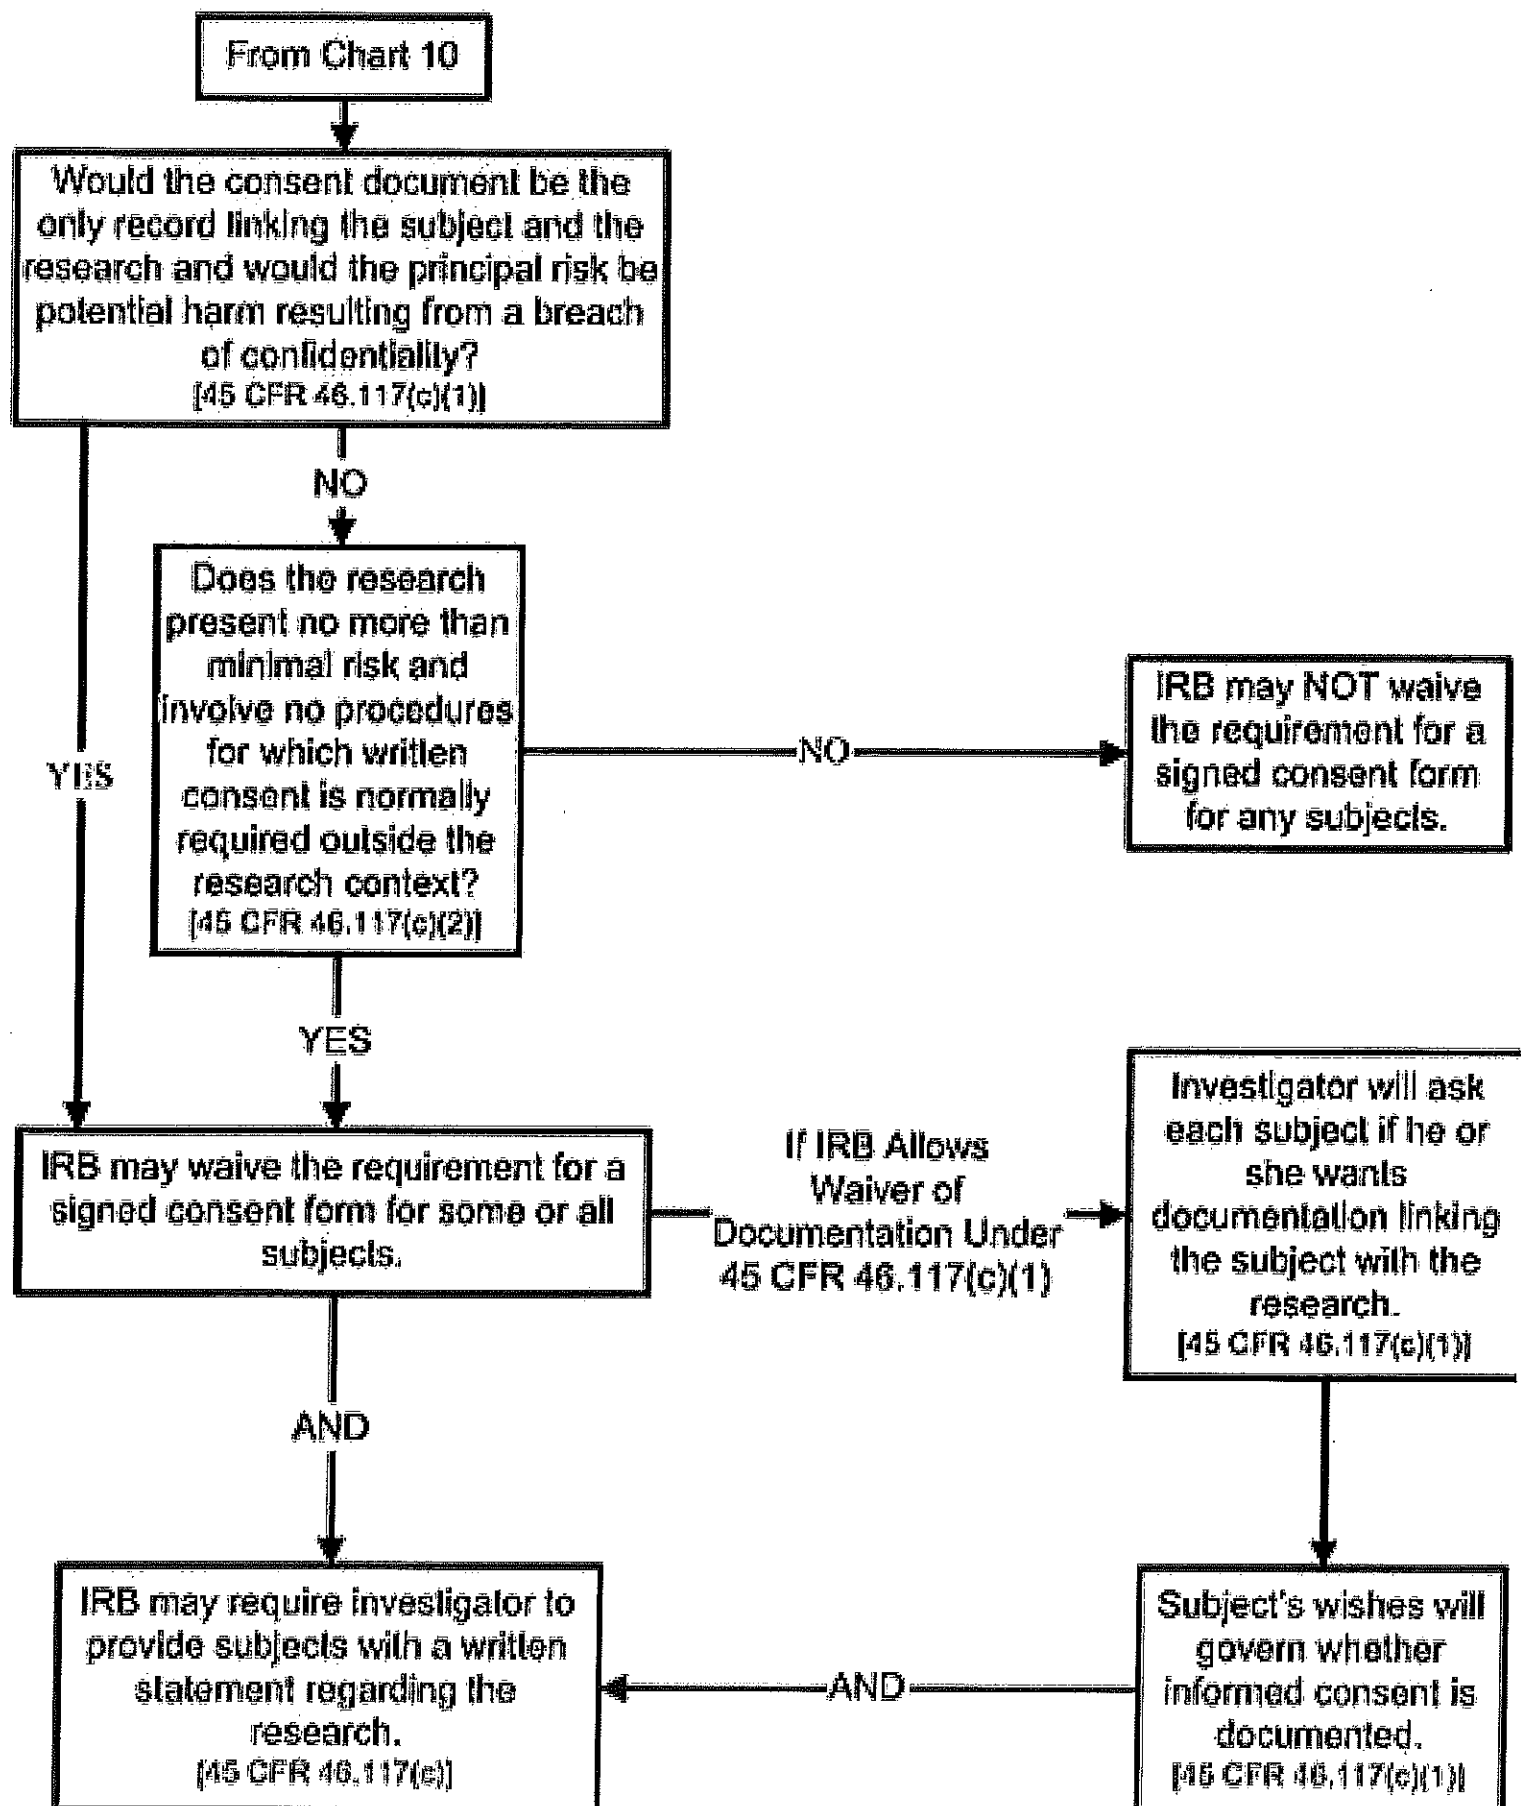 From Chart 10
Would the consent document be the
only record linking the subject and the
research and would the principal risk be
potential harm resulting from a breach
of confidentiality?
[45 CFR 46.117(c)(1)]
NO
Does the research
present no more than
minimal risk and
involve no procedures
for which written
consent is normally
required outside the
research context?
[45 CFR 46.117(c)(2)]
NO
IRB may NOT waive
the requirement for a
signed consent form
for any subjects.
YES
YES
IRB may waive the requirement for a
signed consent form for some or all
subjects.
If IRB Allows
Waiver of
Documentation Under
45 CFR 46.117(c)(1)
Investigator will ask
each subject if he or
she wants
documentation linking
the subject with the
research.
[45 CFR 46.117(c)(1)]
AND
IRB may require investigator to
provide subjects with a written
statement regarding the
research.
[45 CFR 46.117(c)]
AND
Subject's wishes will
govern whether
informed consent is
documented.
[45 CFR 46.117(c)(1)]